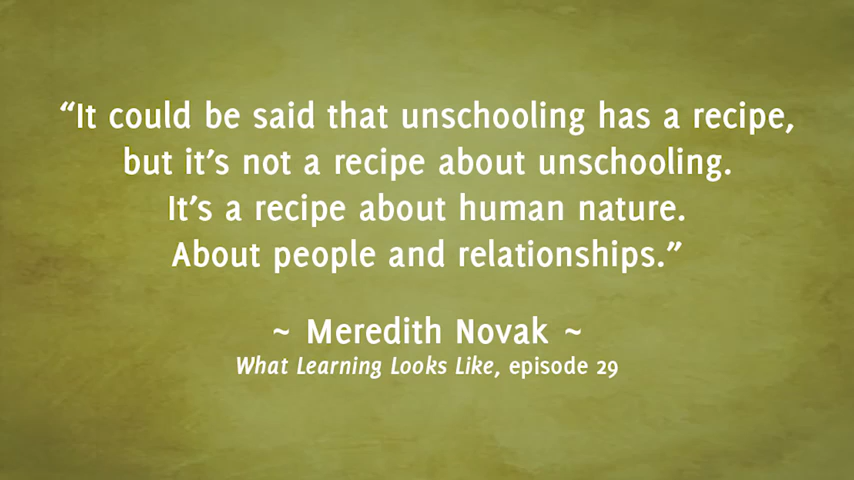 “It could be said that unschooling has a recipe,
but it’s not a recipe about unschooling.
It’s a recipe about human nature.
About people and relationships.”
~ Meredith Novak ~
What Learning Looks Like, episode 29